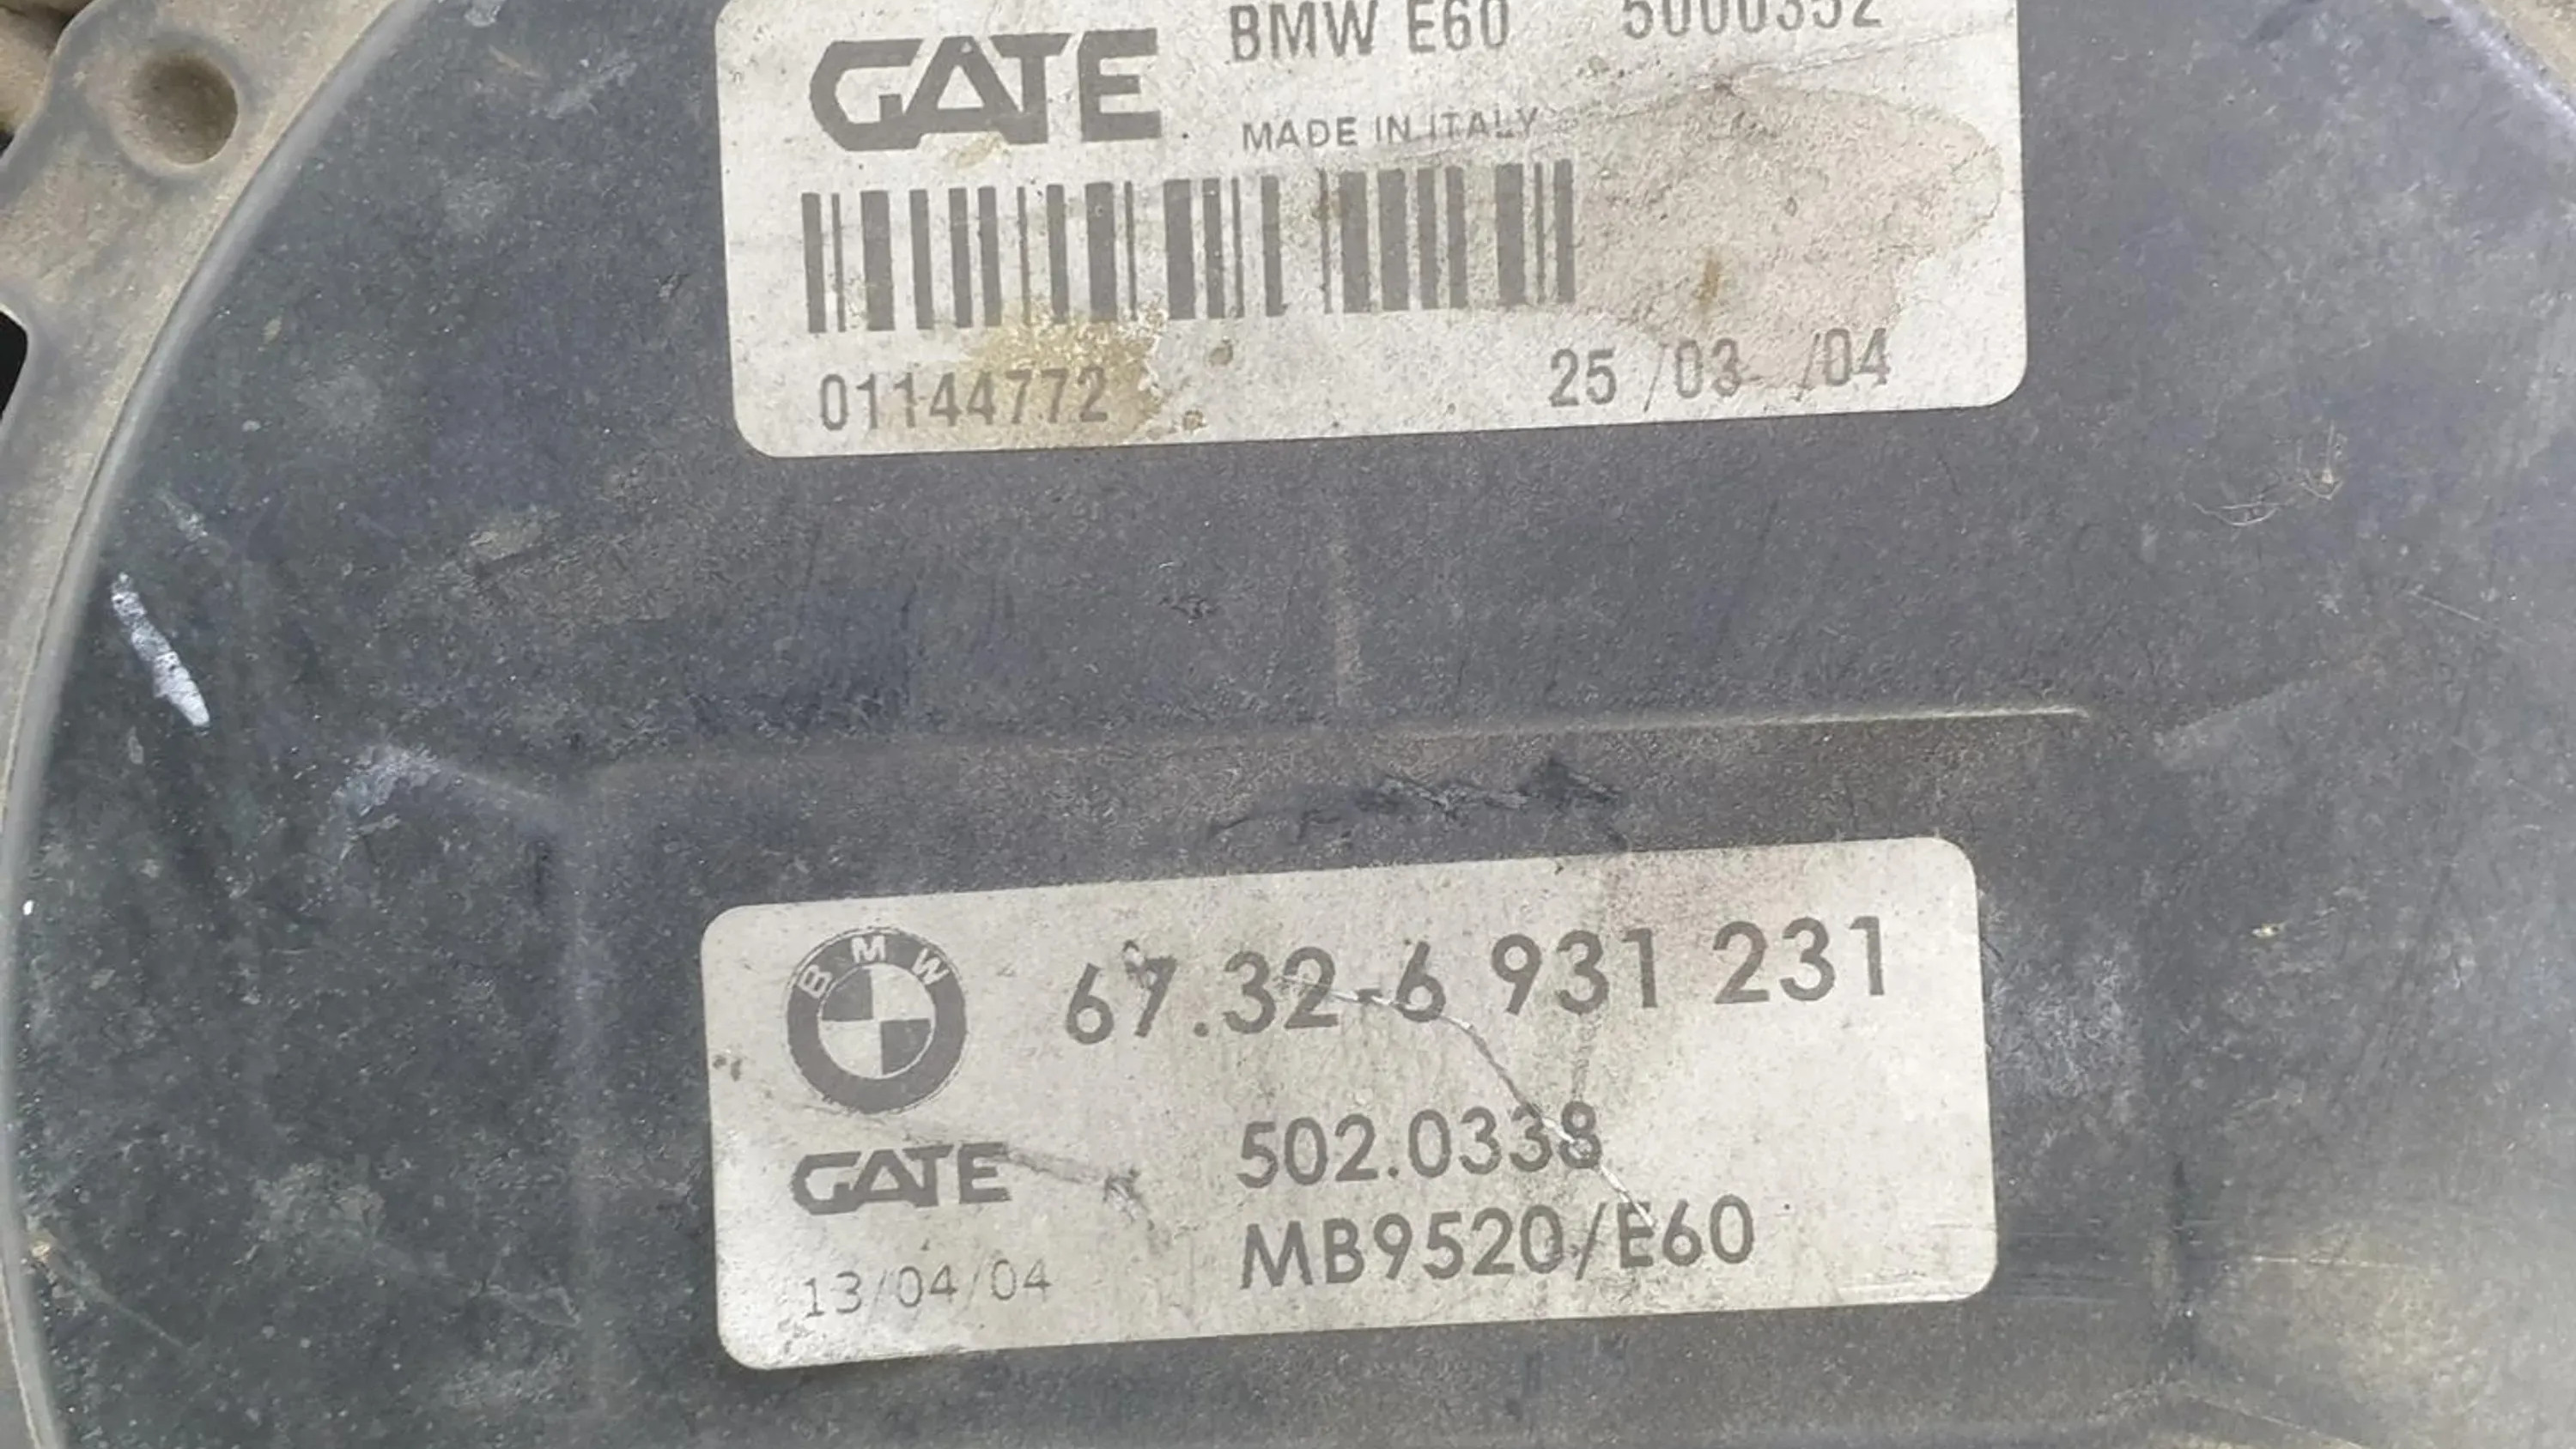 GATE BMW E60 5000352
MADE IN ITALY
01144772 25 /03 /04
BMW 67.32-6 931 231
GATE 502.0338
13/04/04 MB9520/E60